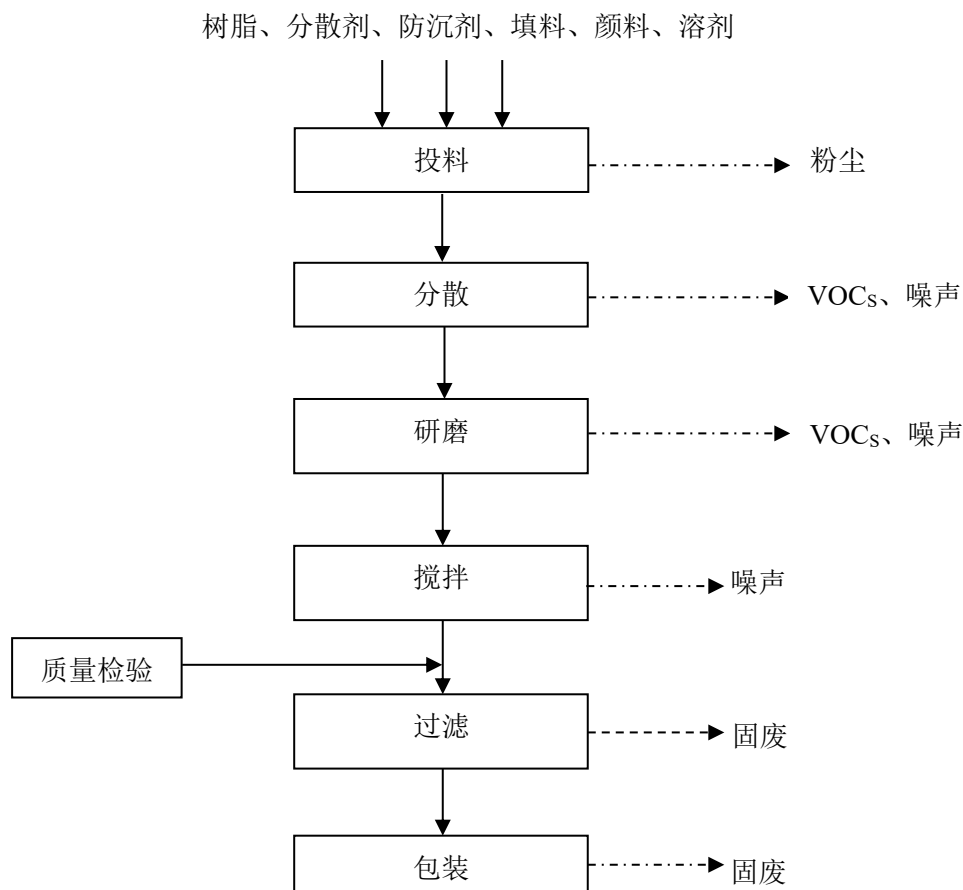 树脂、分散剂、防沉剂、填料、颜料、溶剂
投料
粉尘
分散
VOCs、噪声
研磨
VOCs、噪声
搅拌
噪声
质量检验
过滤
固废
包装
固废